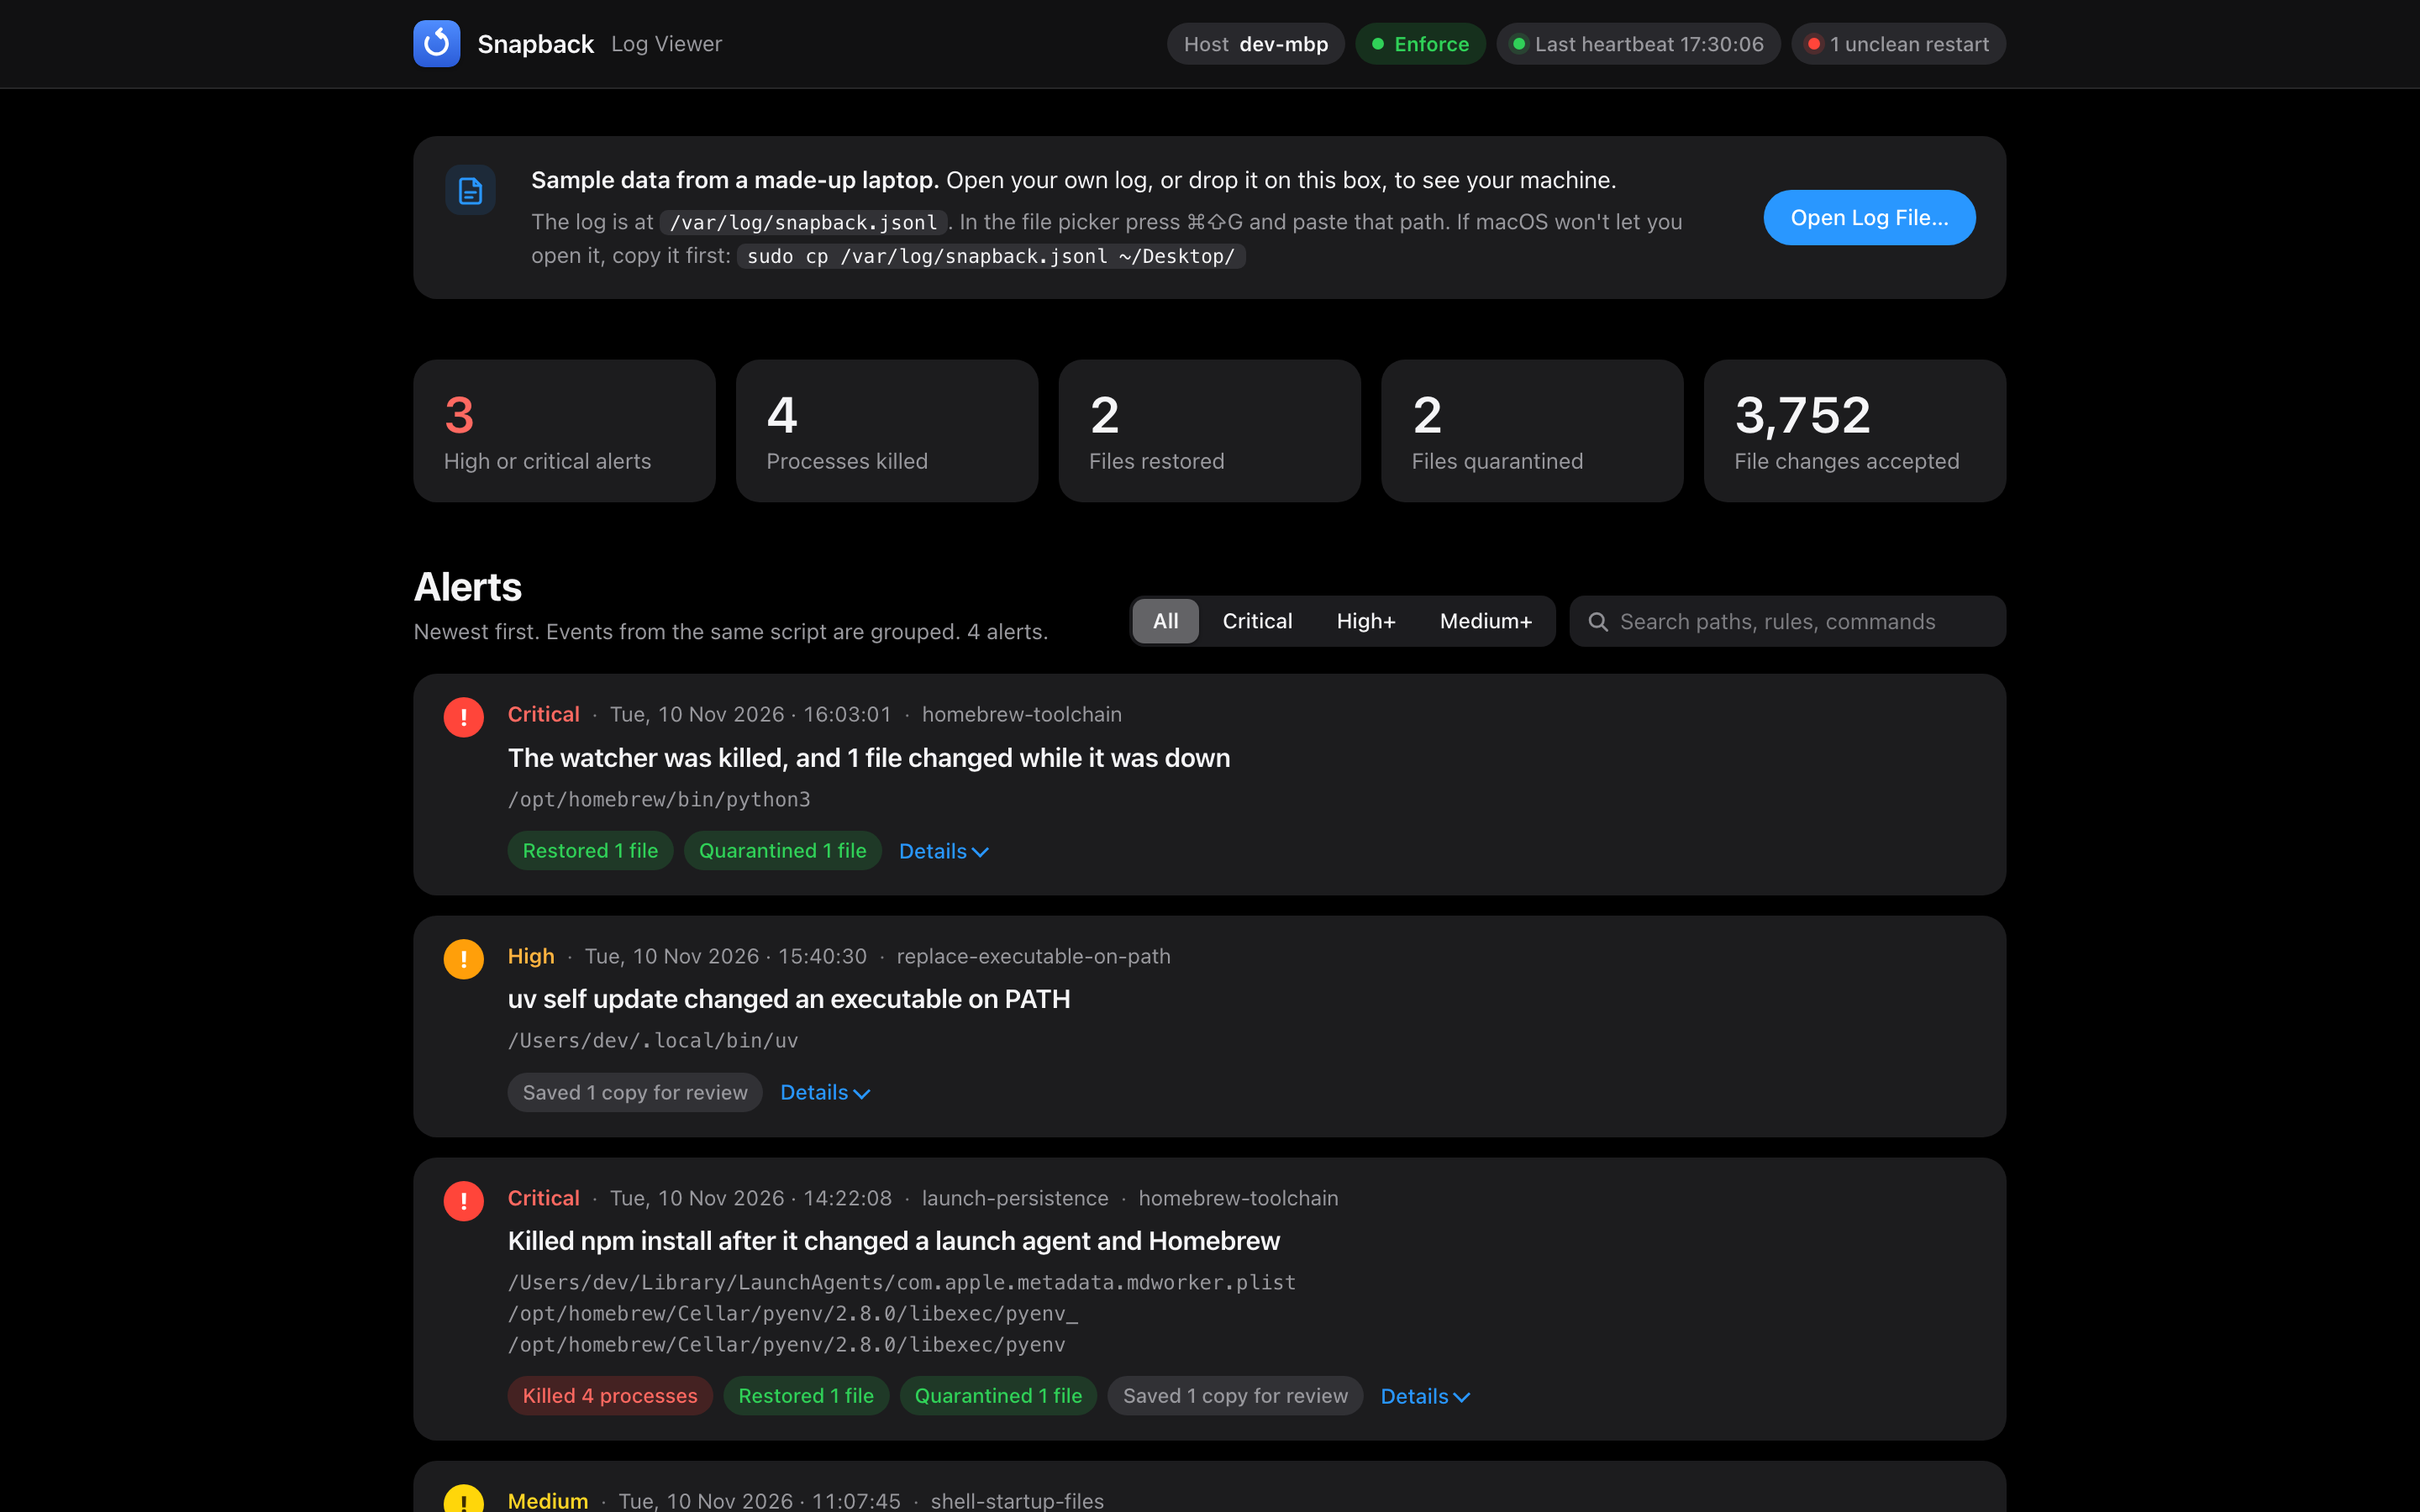 Snapback Log Viewer
Host dev-mbp
Enforce
Last heartbeat 17:30:06
1 unclean restart
Sample data from a made-up laptop. Open your own log, or drop it on this box, to see your machine.
The log is at /var/log/snapback.jsonl. In the file picker press ⌘⇧G and paste that path. If macOS won't let you
open it, copy it first: sudo cp /var/log/snapback.jsonl ~/Desktop/
Open Log File...
3
High or critical alerts
4
Processes killed
2
Files restored
2
Files quarantined
3,752
File changes accepted
Alerts
Newest first. Events from the same script are grouped. 4 alerts.
All Critical High+ Medium+
Search paths, rules, commands
! Critical · Tue, 10 Nov 2026 · 16:03:01 · homebrew-toolchain
The watcher was killed, and 1 file changed while it was down
/opt/homebrew/bin/python3
Restored 1 file Quarantined 1 file Details
! High · Tue, 10 Nov 2026 · 15:40:30 · replace-executable-on-path
uv self update changed an executable on PATH
/Users/dev/.local/bin/uv
Saved 1 copy for review Details
! Critical · Tue, 10 Nov 2026 · 14:22:08 · launch-persistence · homebrew-toolchain
Killed npm install after it changed a launch agent and Homebrew
/Users/dev/Library/LaunchAgents/com.apple.metadata.mdworker.plist
/opt/homebrew/Cellar/pyenv/2.8.0/libexec/pyenv_
/opt/homebrew/Cellar/pyenv/2.8.0/libexec/pyenv
Killed 4 processes Restored 1 file Quarantined 1 file Saved 1 copy for review Details
! Medium · Tue, 10 Nov 2026 · 11:07:45 · shell-startup-files